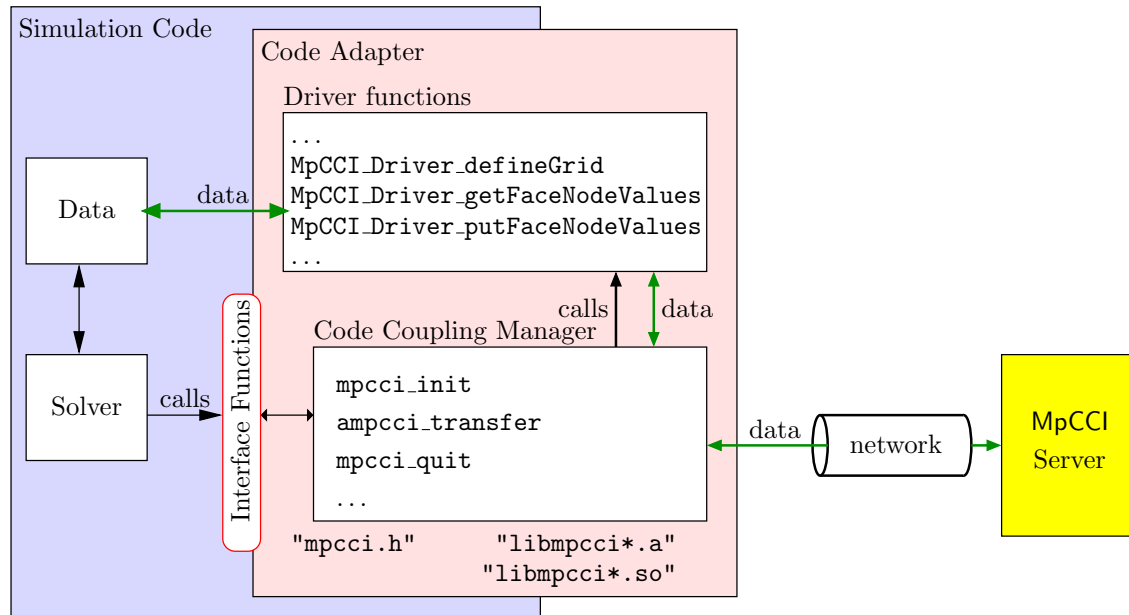 Simulation Code
Code Adapter
Driver functions
...
MpCCI_Driver_defineGrid
MpCCI_Driver_getFaceNodeValues
MpCCI_Driver_putFaceNodeValues
...
data
Data
calls
data
Code Coupling Manager
Interface Functions
Solver
calls
mpcci_init
ampcci_transfer
mpcci_quit
...
data
network
MpCCI
Server
"mpcci.h"
"libmpcci*.a"
"libmpcci*.so"